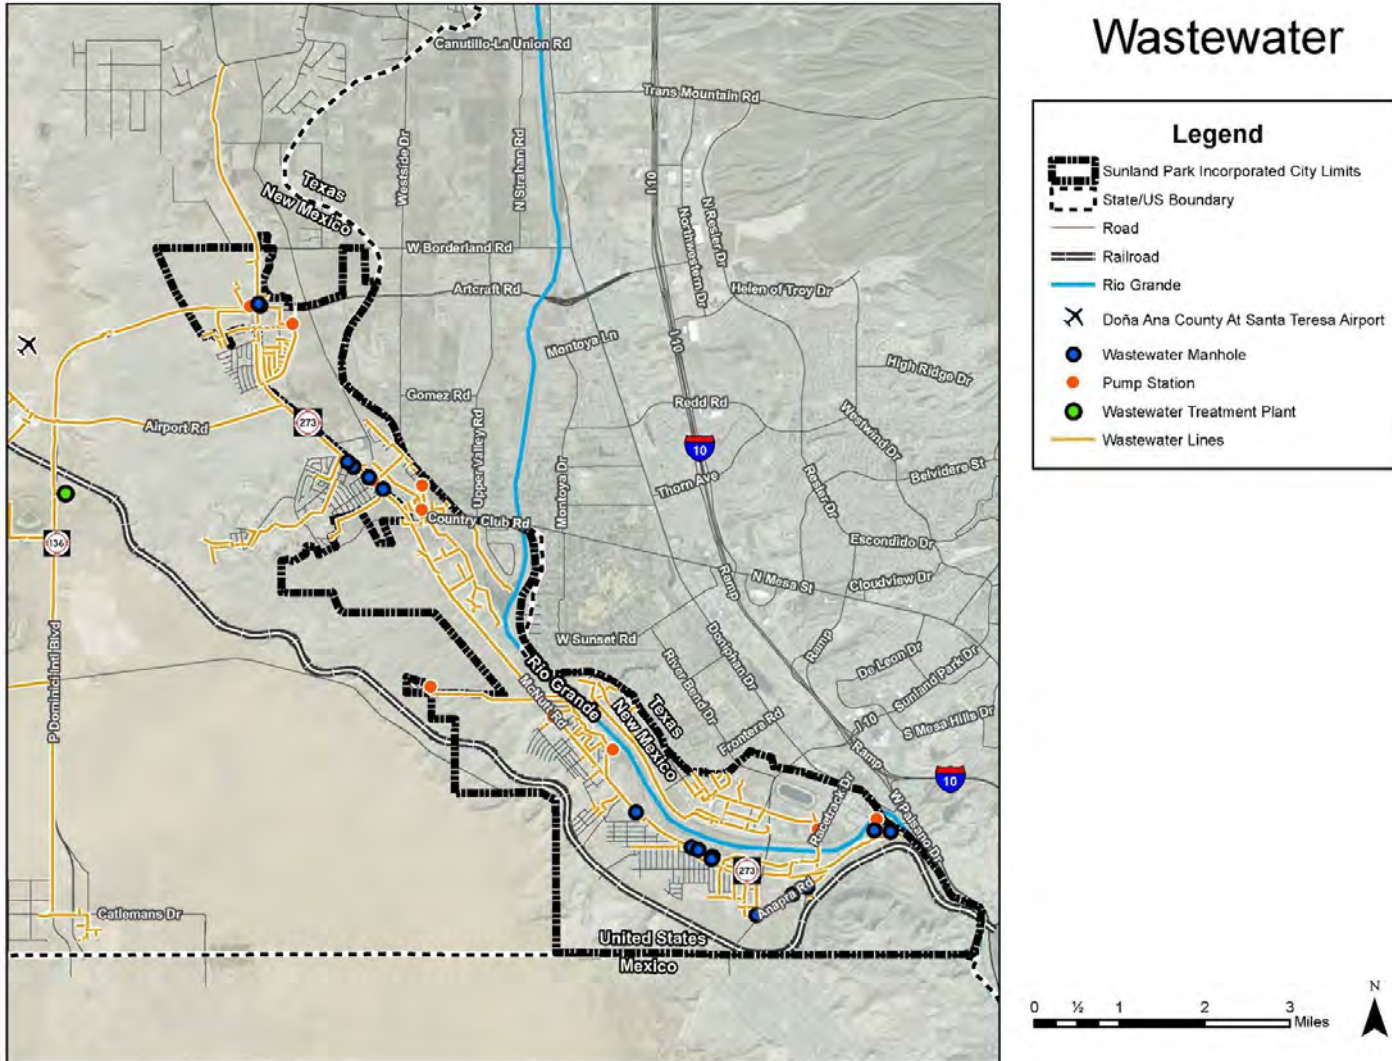 Wastewater
Legend
Sunland Park Incorporated City Limits
State/US Boundary
Road
Railroad
Rio Grande
Doña Ana County At Santa Teresa Airport
Wastewater Manhole
Pump Station
Wastewater Treatment Plant
Wastewater Lines
Canutillo-La Union Rd
Trans Mountain Rd
Westside Dr
N Strahan Rd
I 10
N Resler Dr
Northwestern Dr
Texas
New Mexico
W Borderland Rd
Artcraft Rd
Helen of Troy Dr
Montoya Ln
I 10
High Ridge Dr
Gomez Rd
Redd Rd
Airport Rd
273
Upper Valley Rd
Montoya Dr
10
Westwind Dr
Belvidere St
Thorn Ave
Resler Dr
Country Club Rd
136
Escondido Dr
Ramp
N Mesa St
Cloudview Dr
W Sunset Rd
Doniphan Dr
Ramp
De Leon Dr
Sunland Park Dr
River Bend Dr
P Dominici Intl Blvd
Rio Grande
McNutt Rd
Texas
New Mexico
Frontera Rd
I 10
S Mesa Hills Dr
Ramp
10
Racetrack Dr
W Paisano Dr
273
Anapra Rd
Catlemans Dr
United States
Mexico
N
0 ½ 1 2 3
Miles